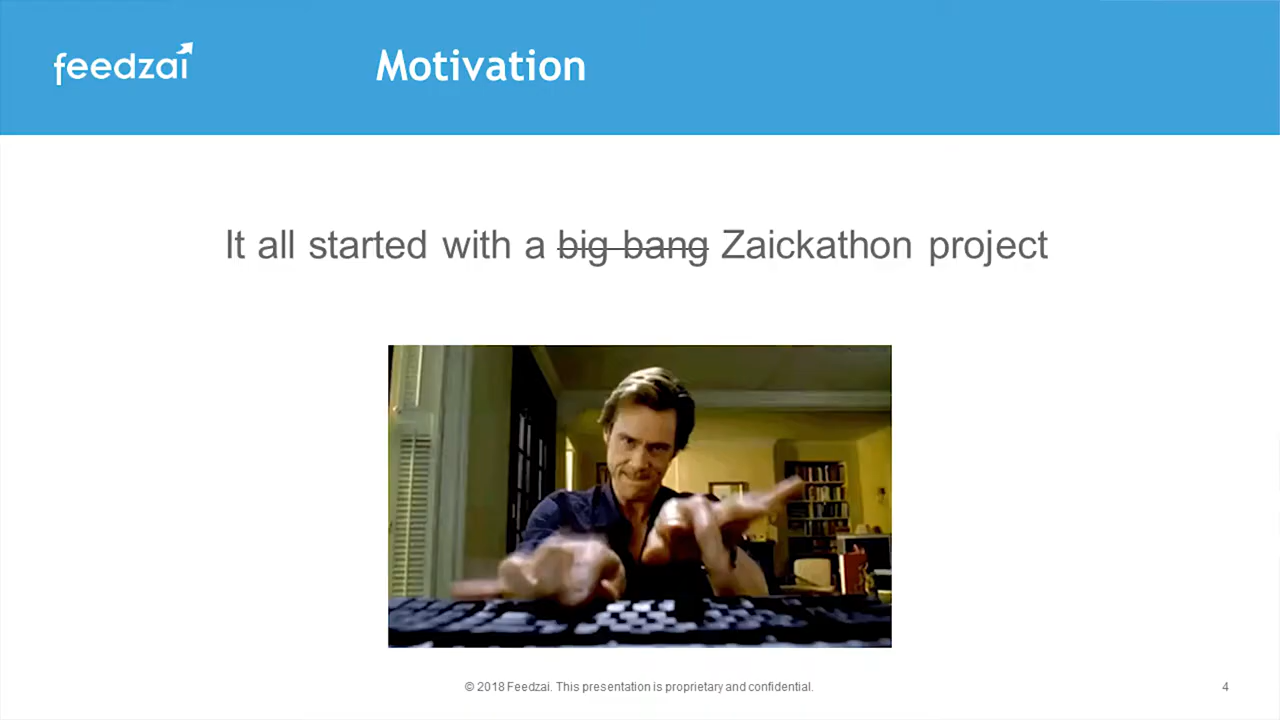 feedzai
Motivation
It all started with a big bang Zaickathon project
© 2018 Feedzai. This presentation is proprietary and confidential.
4